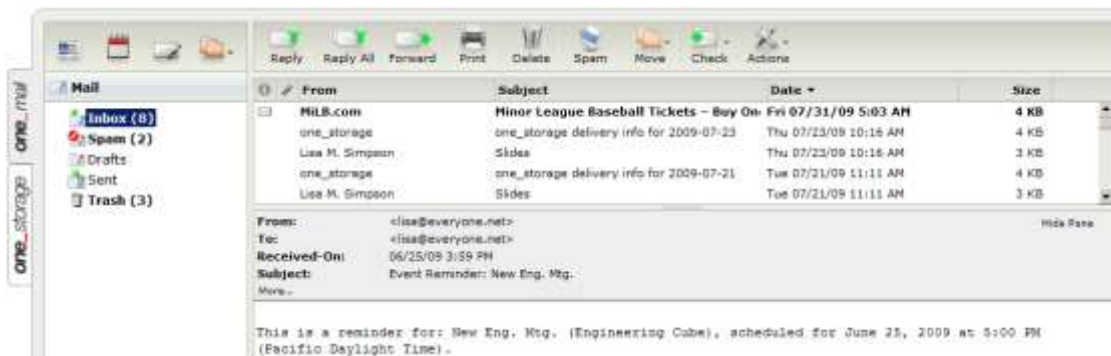 Reply Reply All Forward Print Delete Spam Move Check Actions
one_mail
one_storage
Mail
Inbox (8)
Spam (2)
Drafts
Sent
Trash (3)
From Subject Date Size
MiLB.com Minor League Baseball Tickets – Buy On Fri 07/31/09 5:03 AM 4 KB
one_storage one_storage delivery info for 2009-07-23 Thu 07/23/09 10:16 AM 4 KB
Lisa M. Simpson Slides Thu 07/23/09 10:16 AM 3 KB
one_storage one_storage delivery info for 2009-07-21 Tue 07/21/09 11:11 AM 4 KB
Lisa M. Simpson Slides Tue 07/21/09 11:11 AM 3 KB
From: <lisa@everyone.net> Hide Pane
To: <lisa@everyone.net>
Received-On: 06/25/09 3:59 PM
Subject: Event Reminder: New Eng. Mtg.
More...
This is a reminder for: New Eng. Mtg. (Engineering Cube), scheduled for June 25, 2009 at 5:00 PM
(Pacific Daylight Time).